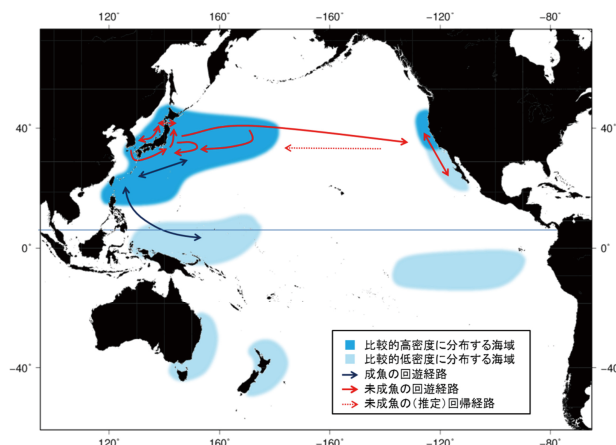 120° 160° −160° −120° −80°
40° 40°
0° 0°
−40° −40°
比較的高密度に分布する海域
比較的低密度に分布する海域
成魚の回遊経路
未成魚の回遊経路
未成魚の(推定)回帰経路
120° 160° −160° −120° −80°